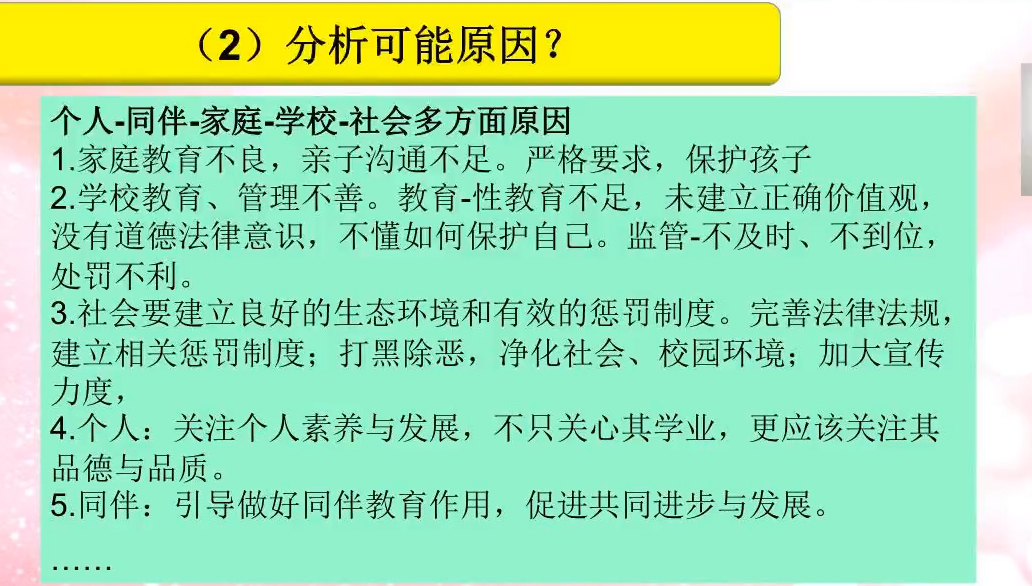 （2）分析可能原因？
个人-同伴-家庭-学校-社会多方面原因
1.家庭教育不良，亲子沟通不足。严格要求，保护孩子
2.学校教育、管理不善。教育-性教育不足，未建立正确价值观，
没有道德法律意识，不懂如何保护自己。监管-不及时、不到位，
处罚不利。
3.社会要建立良好的生态环境和有效的惩罚制度。完善法律法规，
建立相关惩罚制度；打黑除恶，净化社会、校园环境；加大宣传
力度，
4.个人：关注个人素养与发展，不只关心其学业，更应该关注其
品德与品质。
5.同伴：引导做好同伴教育作用，促进共同进步与发展。
……